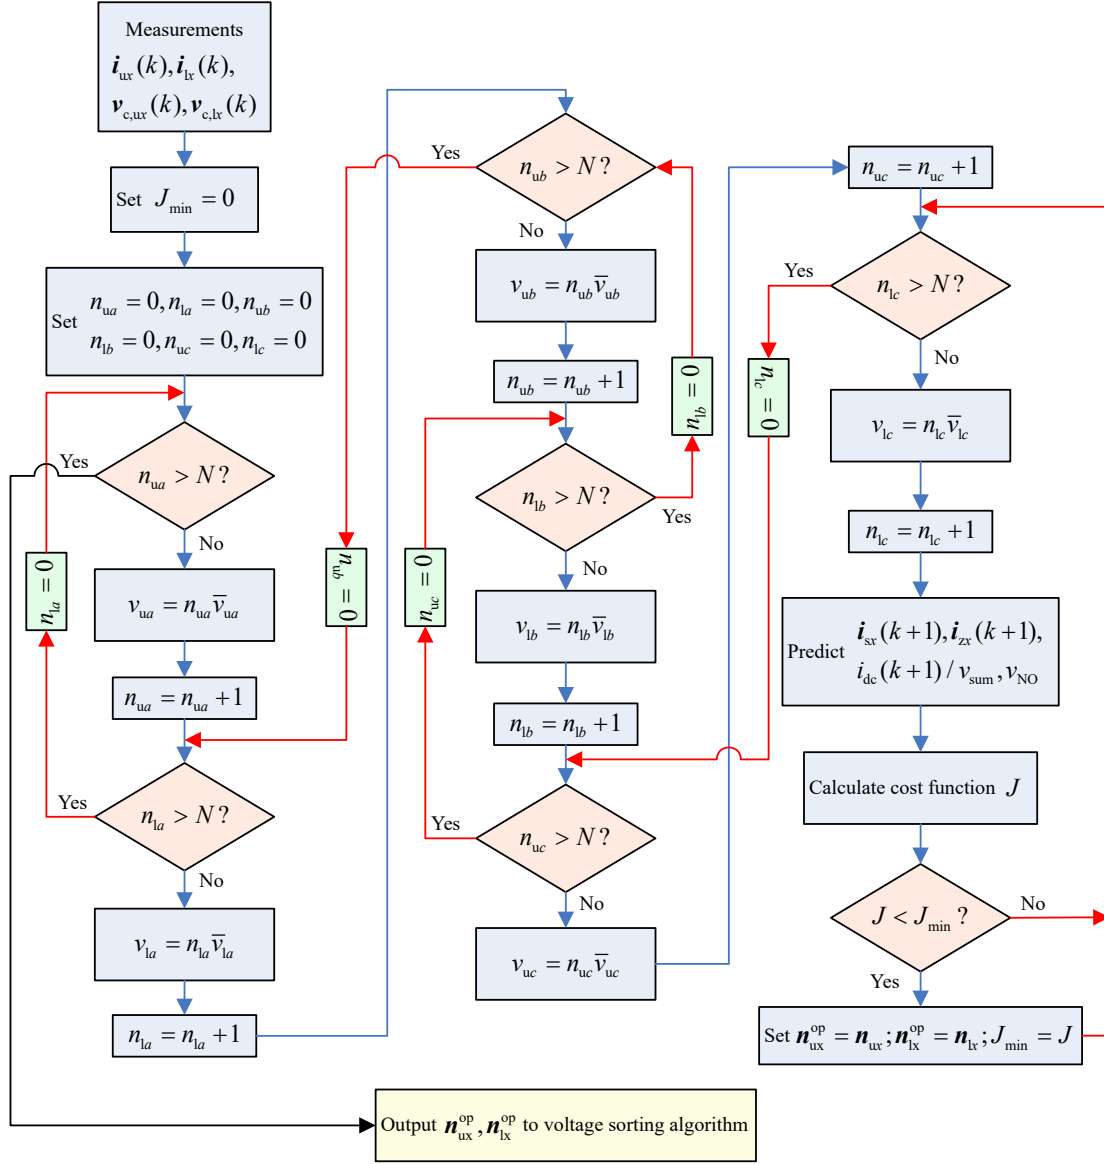 Measurements
i_ux(k), i_lx(k),
v_c,ux(k), v_c,lx(k)
Set J_min = 0
Set n_ua = 0, n_la = 0, n_ub = 0
n_lb = 0, n_uc = 0, n_lc = 0
n_ua > N?
Yes
No
v_ua = n_ua v̅_ua
n_ua = n_ua +1
n_la = 0
n_la > N?
Yes
No
v_la = n_la v̅_la
n_la = n_la +1
n_ub > N?
Yes
No
n_ub = 0
v_ub = n_ub v̅_ub
n_ub = n_ub +1
n_lb = 0
n_lb > N?
Yes
No
n_uc = 0
v_lb = n_lb v̅_lb
n_lb = n_lb +1
n_uc > N?
Yes
No
v_uc = n_uc v̅_uc
n_uc = n_uc +1
n_lc > N?
Yes
No
n_lc = 0
v_lc = n_lc v̅_lc
n_lc = n_lc +1
Predict i_sx(k+1), i_zx(k+1),
i_dc(k+1) / v_sum, v_NO
Calculate cost function J
J < J_min ?
No
Yes
Set n_ux^op = n_ux; n_lx^op = n_lx; J_min = J
Output n_ux^op, n_lx^op to voltage sorting algorithm